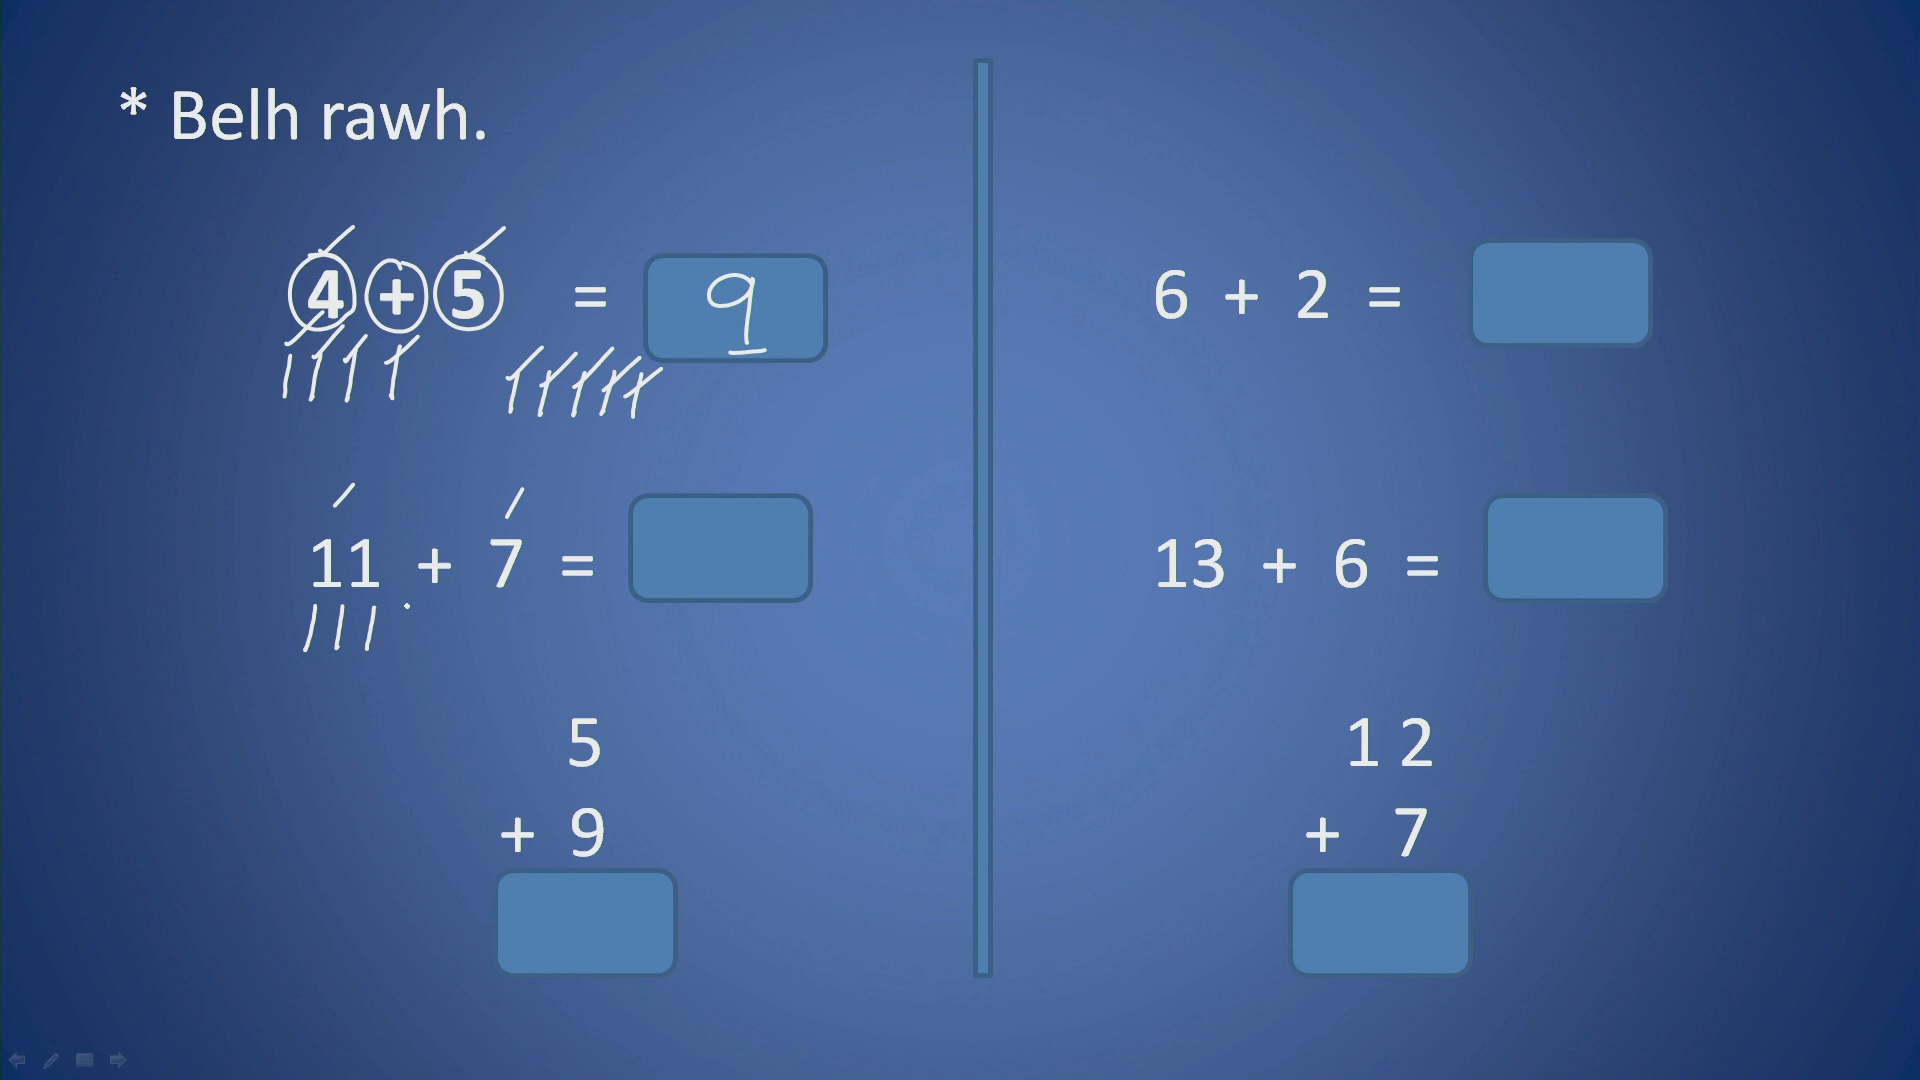 * Belh rawh.
4 + 5 = 9
11 + 7 =
5
+ 9
6 + 2 =
13 + 6 =
1 2
+ 7